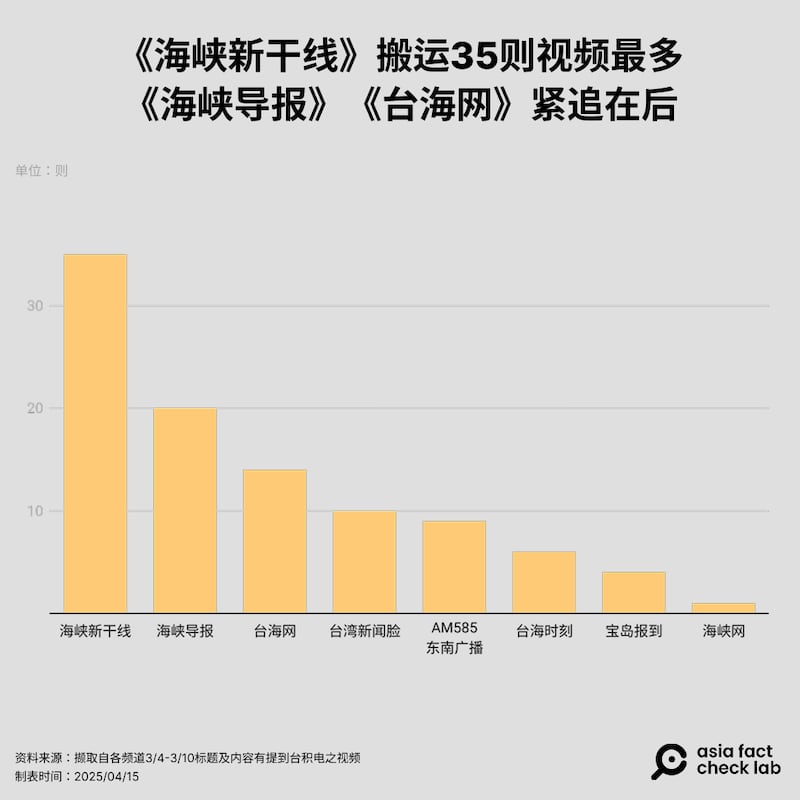 《海峡新干线》搬运35则视频最多
《海峡导报》《台海网》紧追在后
单位：则
30
20
10
海峡新干线
海峡导报
台海网
台湾新闻脸
AM585
东南广播
台海时刻
宝岛报到
海峡网
资料来源：撷取自各频道3/4-3/10标题及内容有提到台积电之视频
制表时间：2025/04/15
asia fact
check lab